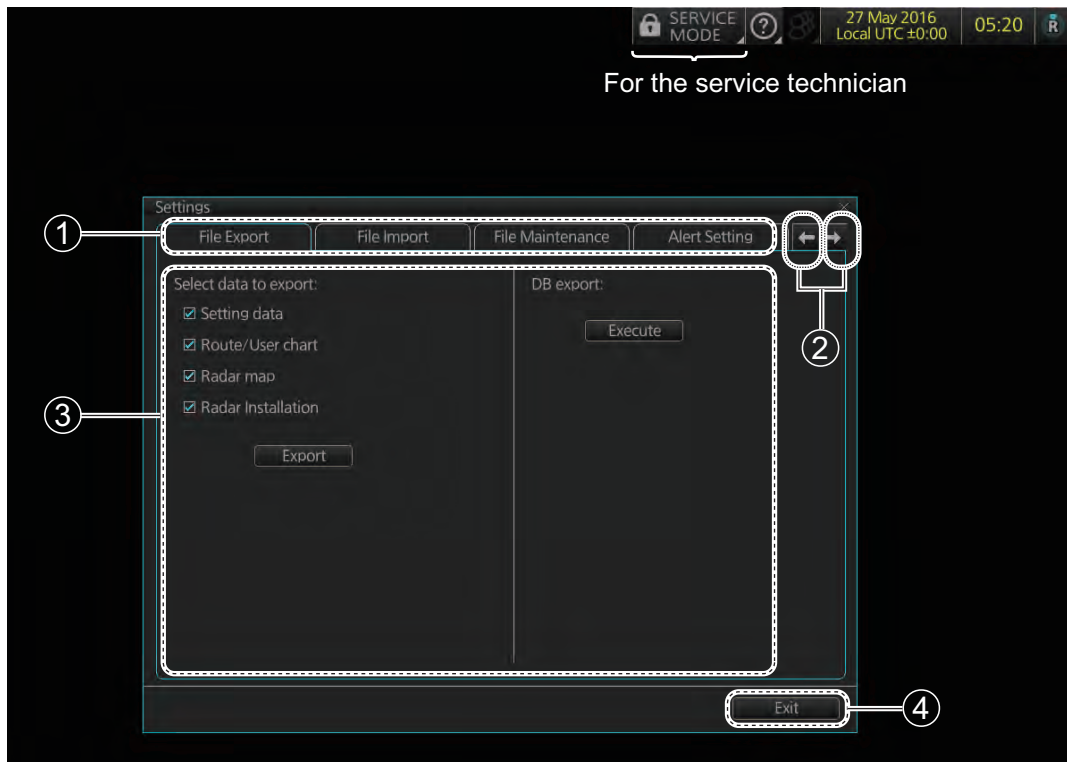 SERVICE
MODE
?
27 May 2016
Local UTC ±0:00
05:20
R
For the service technician
Settings
1
File Export
File Import
File Maintenance
Alert Setting
2
Select data to export:
DB export:
Setting data
Execute
Route/User chart
Radar map
3
Radar Installation
Export
Exit
4